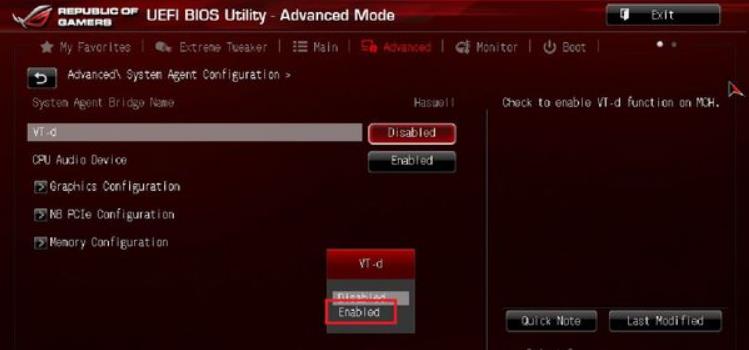 REPUBLIC OF GAMERS UEFI BIOS Utility - Advanced Mode Exit
My Favorites Extreme Tweaker Main Advanced Monitor Boot
Advanced\ System Agent Configuration >
System Agent Bridge Name Haswell
Check to enable VT-d function on MCH.
VT-d Disabled
CPU Audio Device Enabled
Graphics Configuration
NB PCIe Configuration
Memory Configuration
VT-d
Disabled
Enabled
Quick Note Last Modified